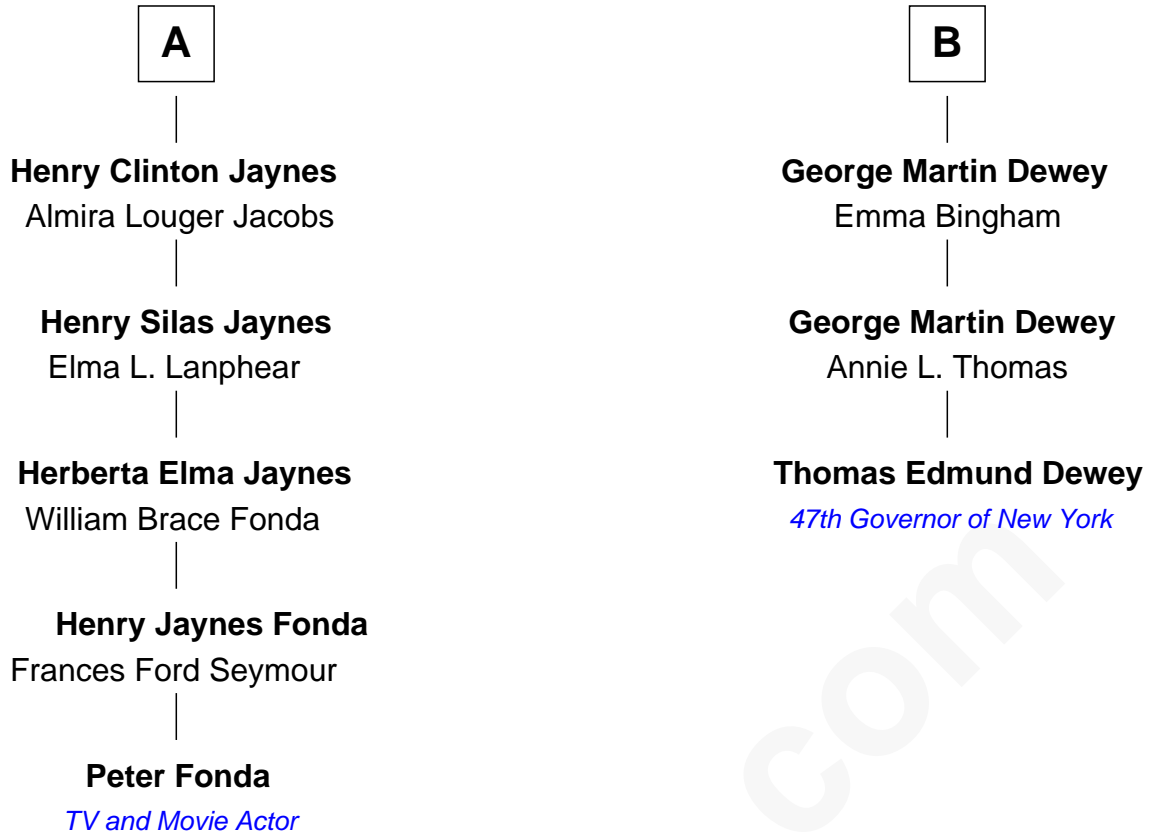 A
Henry Clinton Jaynes
Almira Louger Jacobs
Henry Silas Jaynes
Elma L. Lanphear
Herberta Elma Jaynes
William Brace Fonda
Henry Jaynes Fonda
Frances Ford Seymour
Peter Fonda
TV and Movie Actor
B
George Martin Dewey
Emma Bingham
George Martin Dewey
Annie L. Thomas
Thomas Edmund Dewey
47th Governor of New York
com